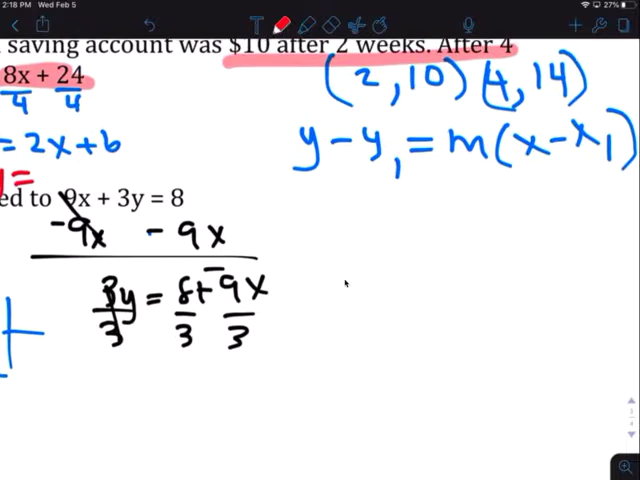 2:18 PM Wed Feb 5
27%
saving account was $10 after 2 weeks. After 4
8x + 24
4 4
(2, 10) (4, 14)
= 2x + 6
y - y₁ = m(x - x₁)
y =
ed to 9x + 3y = 8
-9x - 9x
3y = 8 + -9x
3 3 3